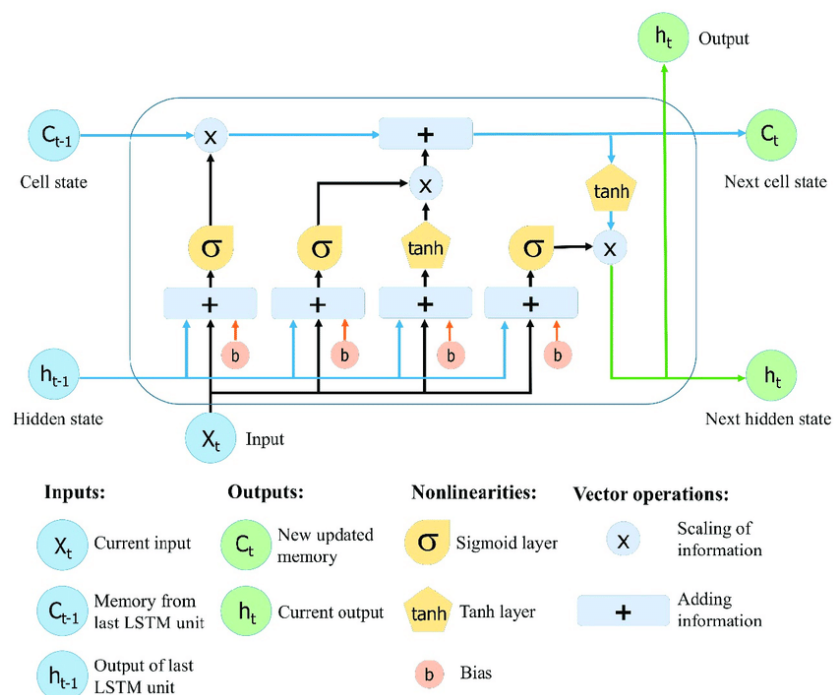 ht Output
Ct-1 x + Ct
Cell state Next cell state
x tanh
σ σ tanh σ x
+ + + +
b b b b
ht-1 ht
Hidden state Next hidden state
Xt Input
Inputs: Outputs: Nonlinearities: Vector operations:
Xt Current input
Ct-1 Memory from
last LSTM unit
ht-1 Output of last
LSTM unit
Ct New updated
memory
ht Current output
σ Sigmoid layer
tanh Tanh layer
b Bias
x Scaling of
information
+ Adding
information